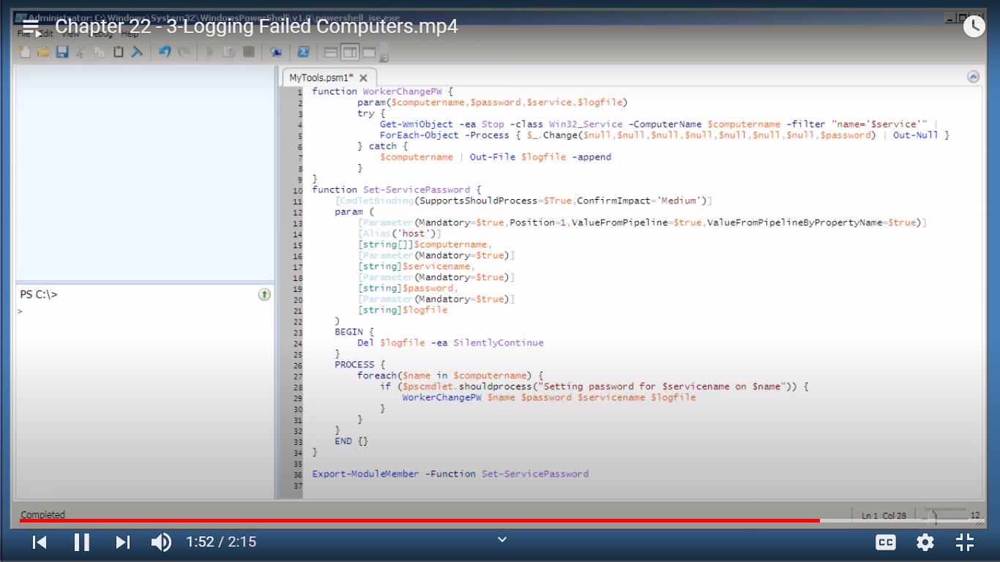 Administrator: C:\Windows\System32\WindowsPowerShell\v1.0\powershell_ise.exe
Chapter 22 - 3-Logging Failed Computers.mp4
File Edit View Debug Help
MyTools.psm1*
1 function WorkerChangePW {
2 param($computername,$password,$service,$logfile)
3 try {
4 Get-WmiObject -ea Stop -class Win32_Service -ComputerName $computername -filter "name='$service'" |
5 ForEach-Object -Process { $_.Change($null,$null,$null,$null,$null,$null,$null,$password) | Out-Null }
6 } catch {
7 $computername | Out-File $logfile -append
8 }
9 }
10 function Set-ServicePassword {
11 [CmdletBinding(SupportsShouldProcess=$True,ConfirmImpact='Medium')]
12 param (
13 [Parameter(Mandatory=$true,Position=1,ValueFromPipeline=$true,ValueFromPipelineByPropertyName=$true)]
14 [Alias('host')]
15 [string[]]$computername,
16 [Parameter(Mandatory=$true)]
17 [string]$servicename,
18 [Parameter(Mandatory=$true)]
19 [string]$password,
20 [Paramater(Mandatory=$true)]
21 [string]$logfile
22 )
23 BEGIN {
24 Del $logfile -ea SilentlyContinue
25 }
26 PROCESS {
27 foreach($name in $computername) {
28 if ($pscmdlet.shouldprocess("Setting password for $servicename on $name")) {
29 WorkerChangePW $name $password $servicename $logfile
30 }
31 }
32 }
33 END {}
34 }
35
36 Export-ModuleMember -Function Set-ServicePassword
37
PS C:\>
>
Completed
Ln 1 Col 28
12
1:52 / 2:15
CC